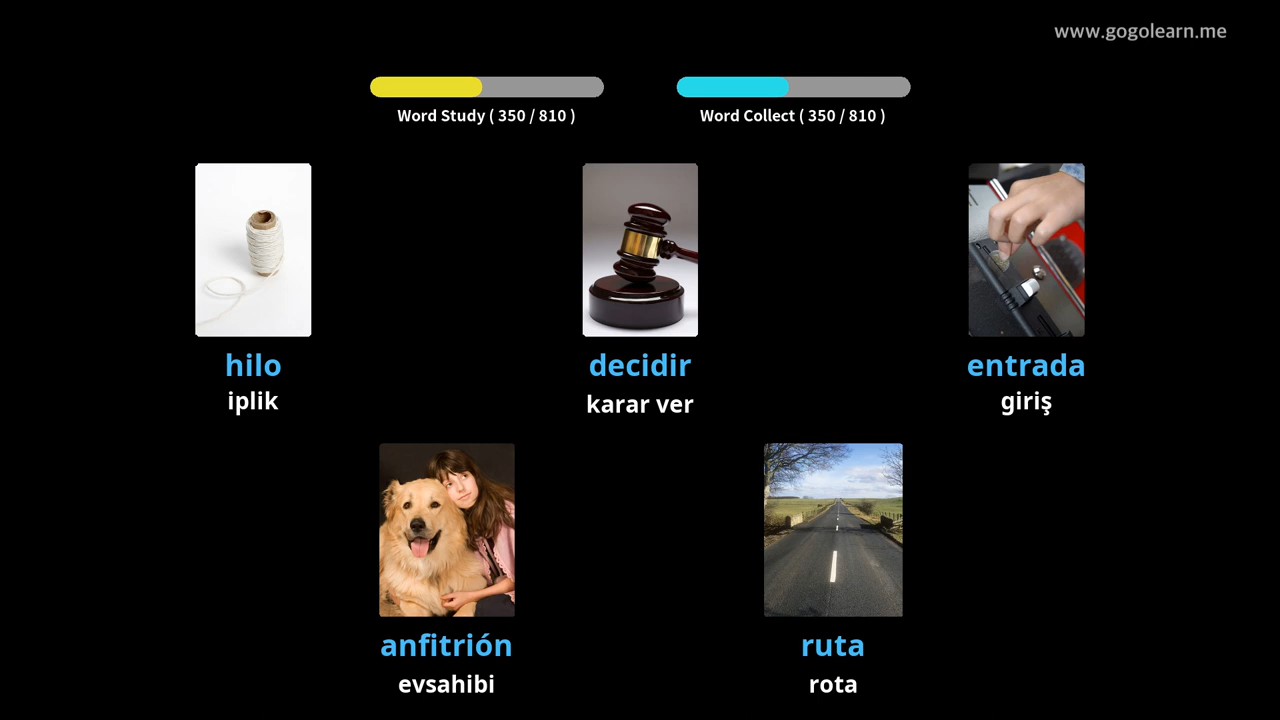 www.gogolearn.me
Word Study ( 350 / 810 )
Word Collect ( 350 / 810 )
hilo
iplik
decidir
karar ver
entrada
giriş
anfitrión
evsahibi
ruta
rota